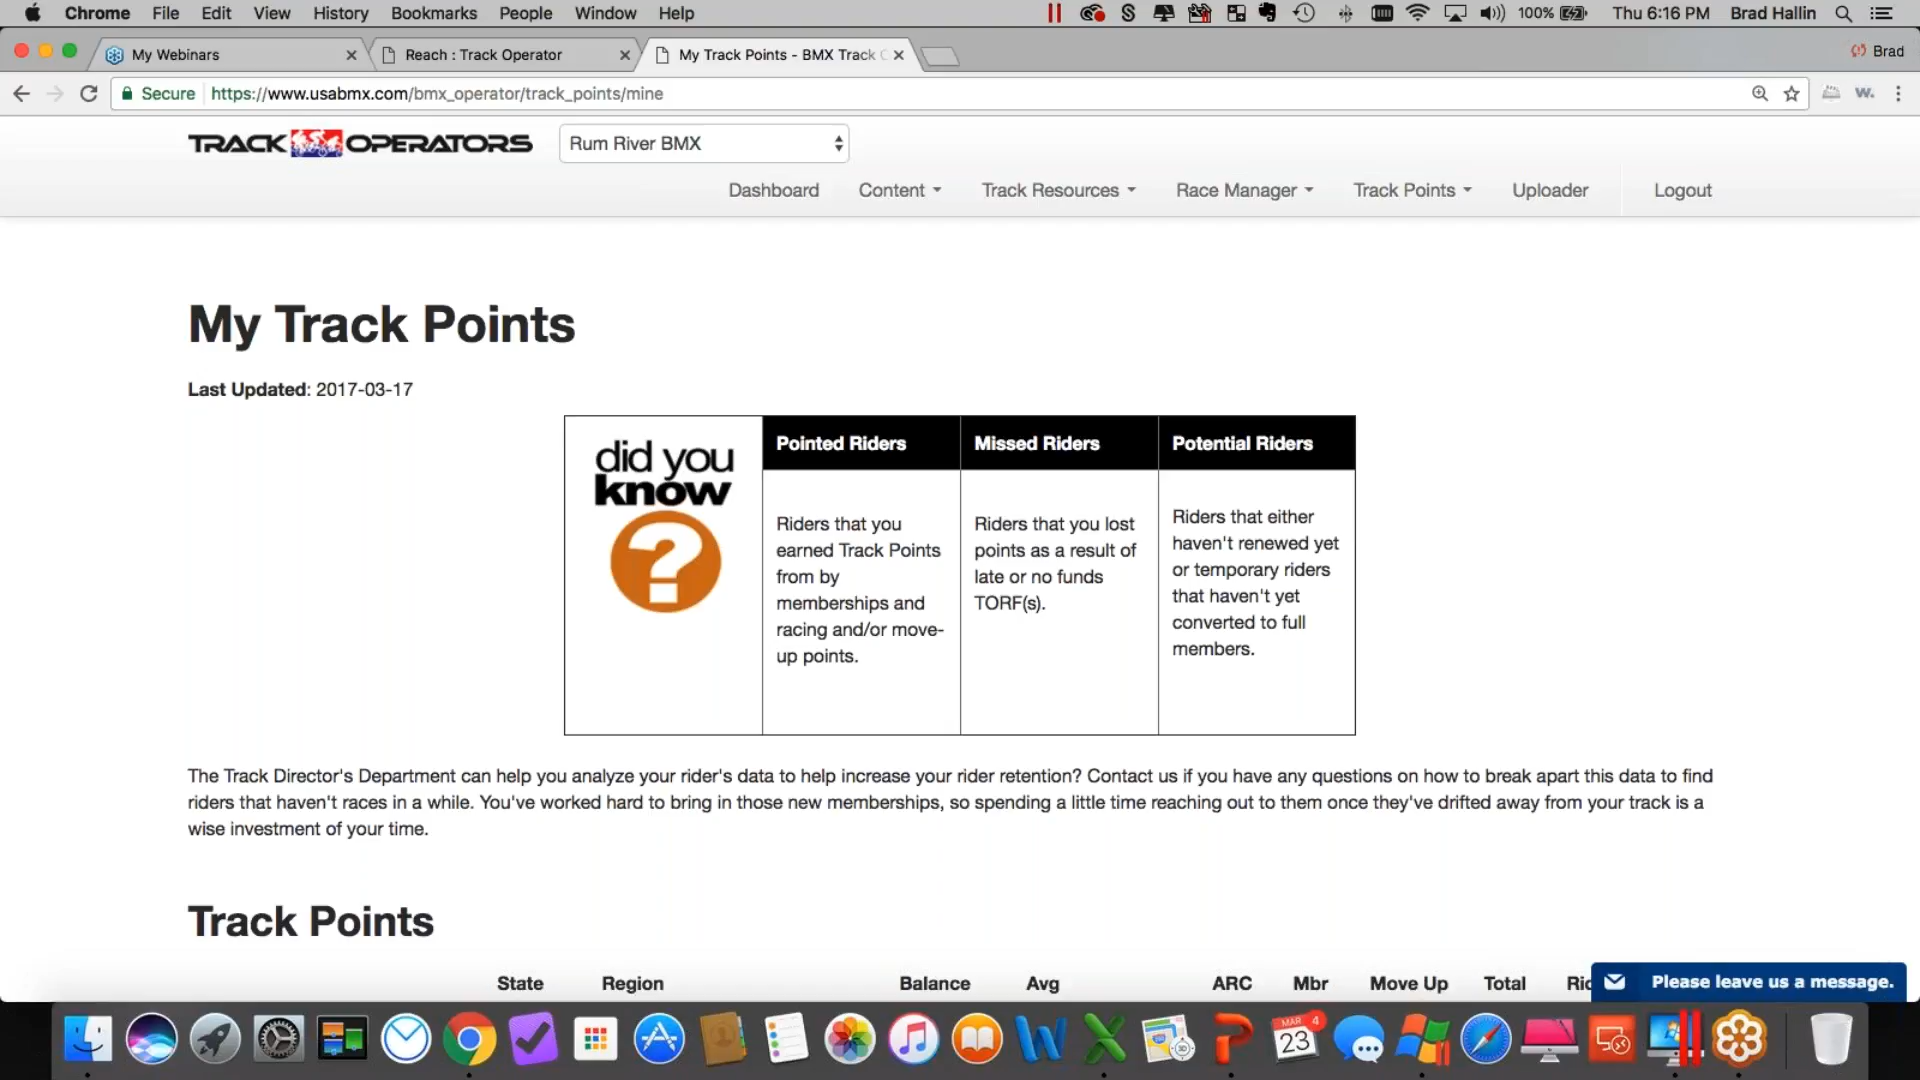 Chrome File Edit View History Bookmarks People Window Help 100% Thu 6:16 PM Brad Hallin
My Webinars Reach : Track Operator My Track Points - BMX Track Brad
Secure https://www.usabmx.com/bmx_operator/track_points/mine
TRACK OPERATORS Rum River BMX
Dashboard Content Track Resources Race Manager Track Points Uploader Logout
My Track Points
Last Updated: 2017-03-17
did you
know
?
Pointed Riders
Riders that you
earned Track Points
from by
memberships and
racing and/or move-
up points.
Missed Riders
Riders that you lost
points as a result of
late or no funds
TORF(s).
Potential Riders
Riders that either
haven't renewed yet
or temporary riders
that haven't yet
converted to full
members.
The Track Director's Department can help you analyze your rider's data to help increase your rider retention? Contact us if you have any questions on how to break apart this data to find
riders that haven't races in a while. You've worked hard to bring in those new memberships, so spending a little time reaching out to them once they've drifted away from your track is a
wise investment of your time.
Track Points
State Region Balance Avg ARC Mbr Move Up Total
Please leave us a message.
MAR 4
23